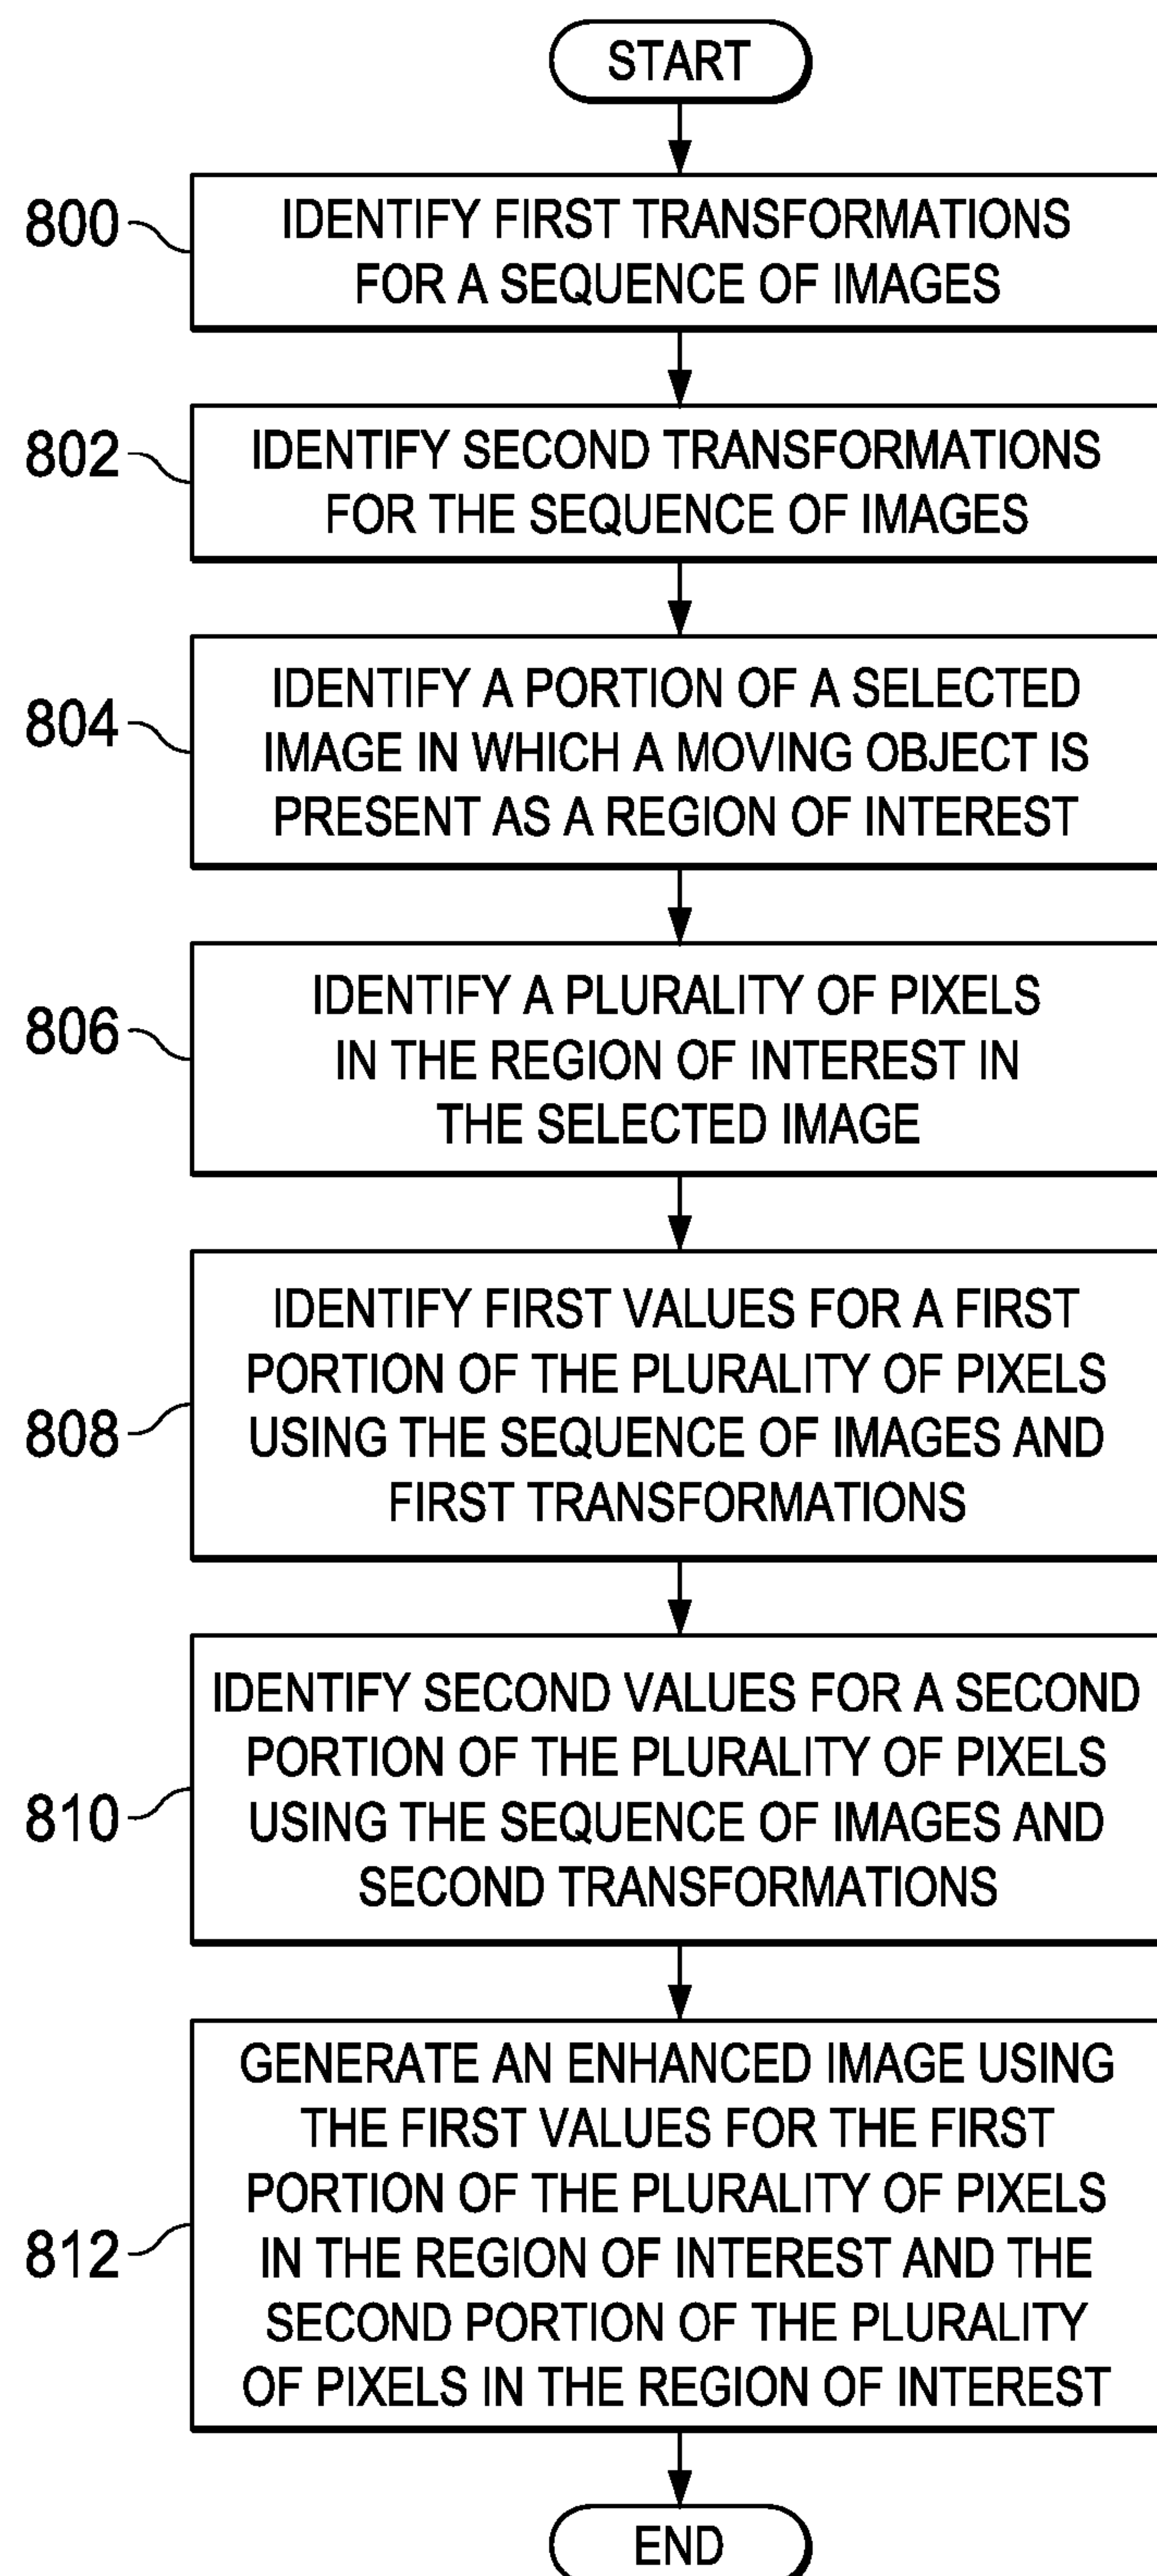 START
800
IDENTIFY FIRST TRANSFORMATIONS
FOR A SEQUENCE OF IMAGES
802
IDENTIFY SECOND TRANSFORMATIONS
FOR THE SEQUENCE OF IMAGES
804
IDENTIFY A PORTION OF A SELECTED
IMAGE IN WHICH A MOVING OBJECT IS
PRESENT AS A REGION OF INTEREST
806
IDENTIFY A PLURALITY OF PIXELS
IN THE REGION OF INTEREST IN
THE SELECTED IMAGE
808
IDENTIFY FIRST VALUES FOR A FIRST
PORTION OF THE PLURALITY OF PIXELS
USING THE SEQUENCE OF IMAGES AND
FIRST TRANSFORMATIONS
810
IDENTIFY SECOND VALUES FOR A SECOND
PORTION OF THE PLURALITY OF PIXELS
USING THE SEQUENCE OF IMAGES AND
SECOND TRANSFORMATIONS
812
GENERATE AN ENHANCED IMAGE USING
THE FIRST VALUES FOR THE FIRST
PORTION OF THE PLURALITY OF PIXELS
IN THE REGION OF INTEREST AND THE
SECOND PORTION OF THE PLURALITY
OF PIXELS IN THE REGION OF INTEREST
END